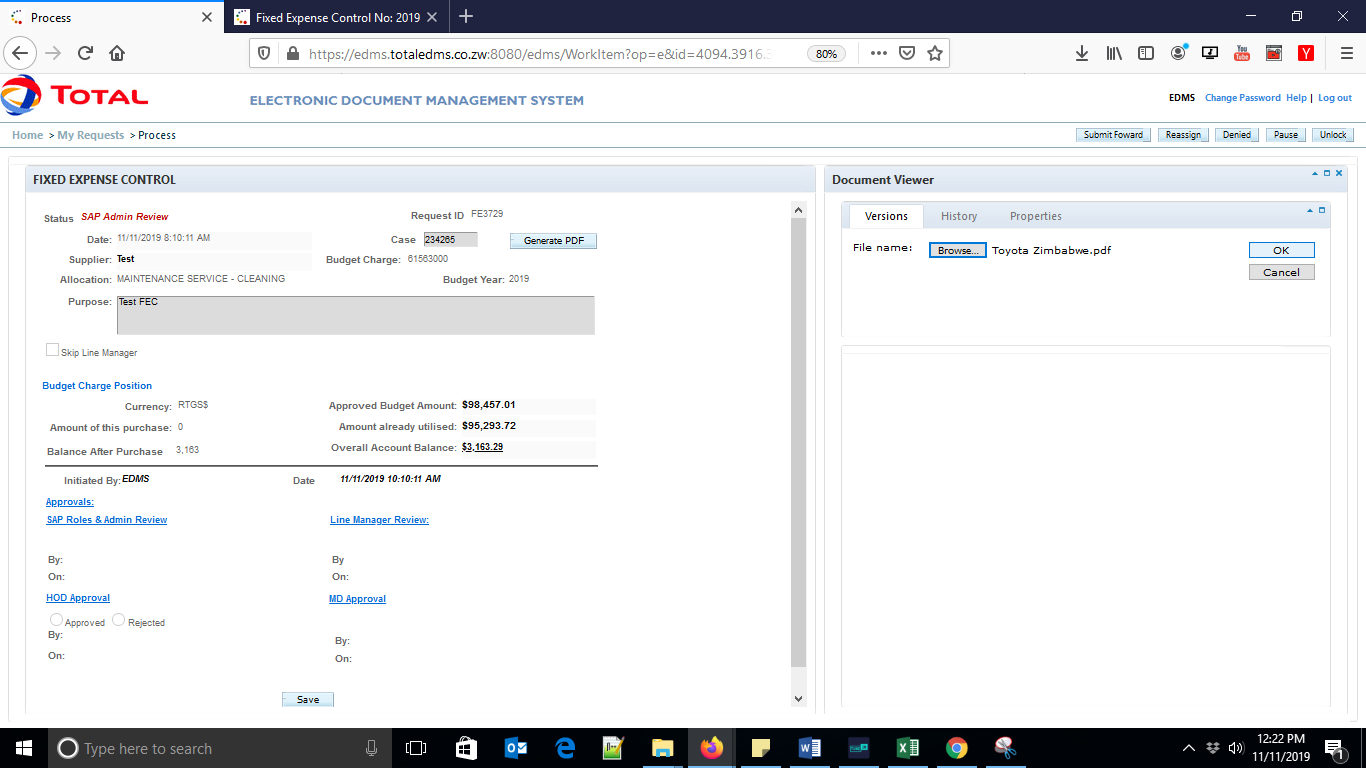 Process
Fixed Expense Control No: 2019
https://edms.totaledms.co.zw:8080/edms/WorkItem?op=e&id=4094.3916. 80%
TOTAL
ELECTRONIC DOCUMENT MANAGEMENT SYSTEM
EDMS Change Password Help | Log out
Home > My Requests > Process
Submit Foward Reassign Denied Pause Unlock
FIXED EXPENSE CONTROL
Status SAP Admin Review Request ID FE3729
Date: 11/11/2019 8:10:11 AM Case 234265 Generate PDF
Supplier: Test Budget Charge: 61563000
Allocation: MAINTENANCE SERVICE - CLEANING Budget Year: 2019
Purpose: Test FEC
Skip Line Manager
Budget Charge Position
Currency: RTGS$ Approved Budget Amount: $98,457.01
Amount of this purchase: 0 Amount already utilised: $95,293.72
Balance After Purchase 3,163 Overall Account Balance: $3,163.29
Initiated By: EDMS Date 11/11/2019 10:10:11 AM
Approvals:
SAP Roles & Admin Review Line Manager Review:
By: By
On: On:
HOD Approval MD Approval
Approved Rejected
By: By:
On: On:
Save
Document Viewer
Versions History Properties
File name: Browse... Toyota Zimbabwe.pdf OK
Cancel
Type here to search
12:22 PM
11/11/2019
1